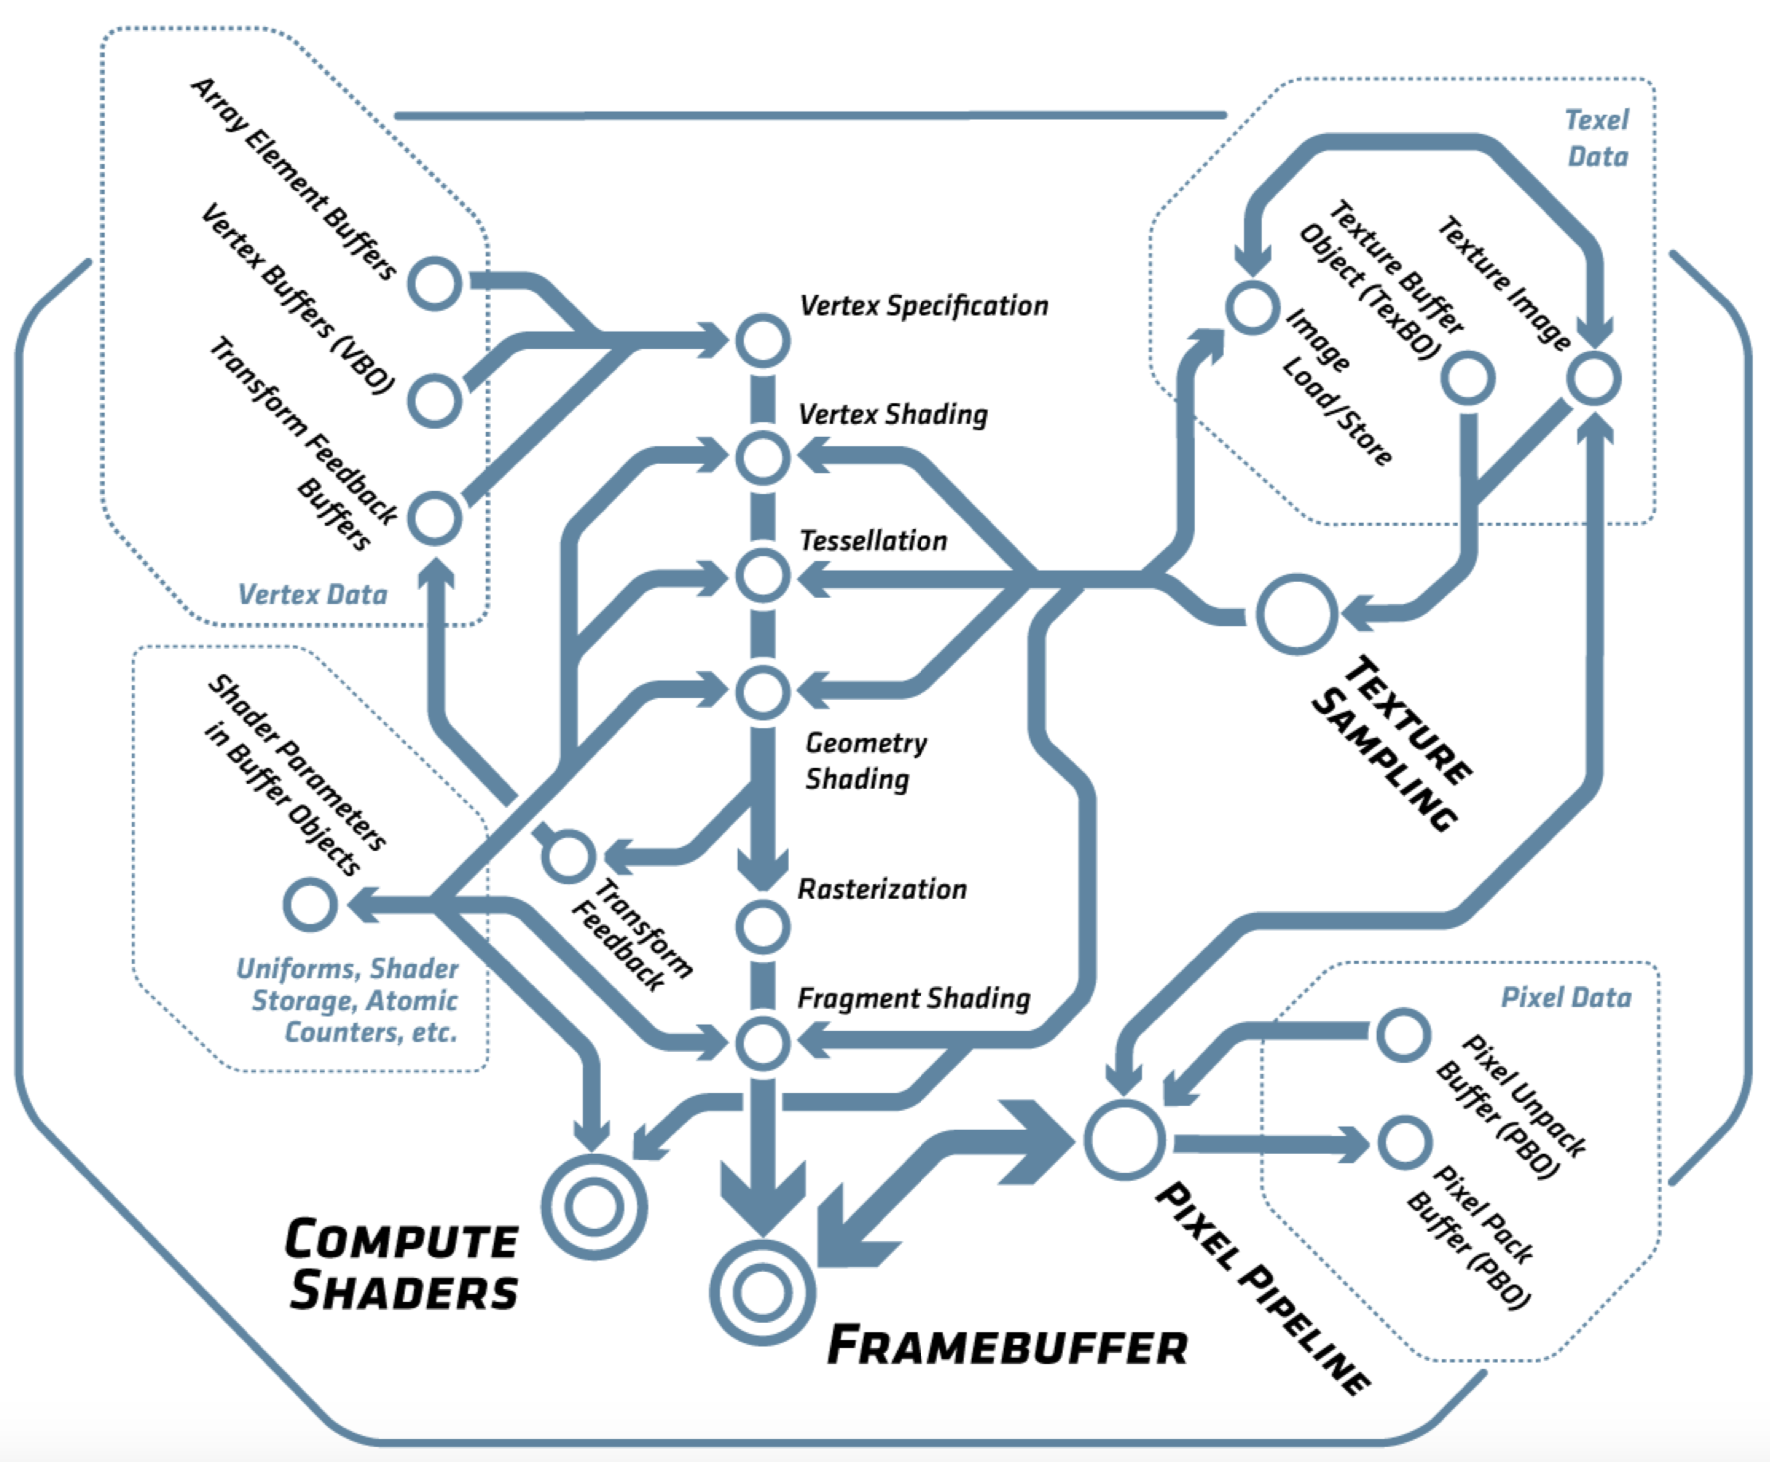 Array Element Buffers
Vertex Buffers (VBO)
Transform Feedback
Buffers
Vertex Data
Shader Parameters
in Buffer Objects
Uniforms, Shader
Storage, Atomic
Counters, etc.
Vertex Specification
Vertex Shading
Tessellation
Geometry
Shading
Transform
Feedback
Rasterization
Fragment Shading
Texel
Data
Texture Image
Texture Buffer
Object (TexBO)
Image
Load/Store
TEXTURE
SAMPLING
Pixel Data
Pixel Unpack
Buffer (PBO)
Pixel Pack
Buffer (PBO)
PIXEL PIPELINE
COMPUTE
SHADERS
FRAMEBUFFER